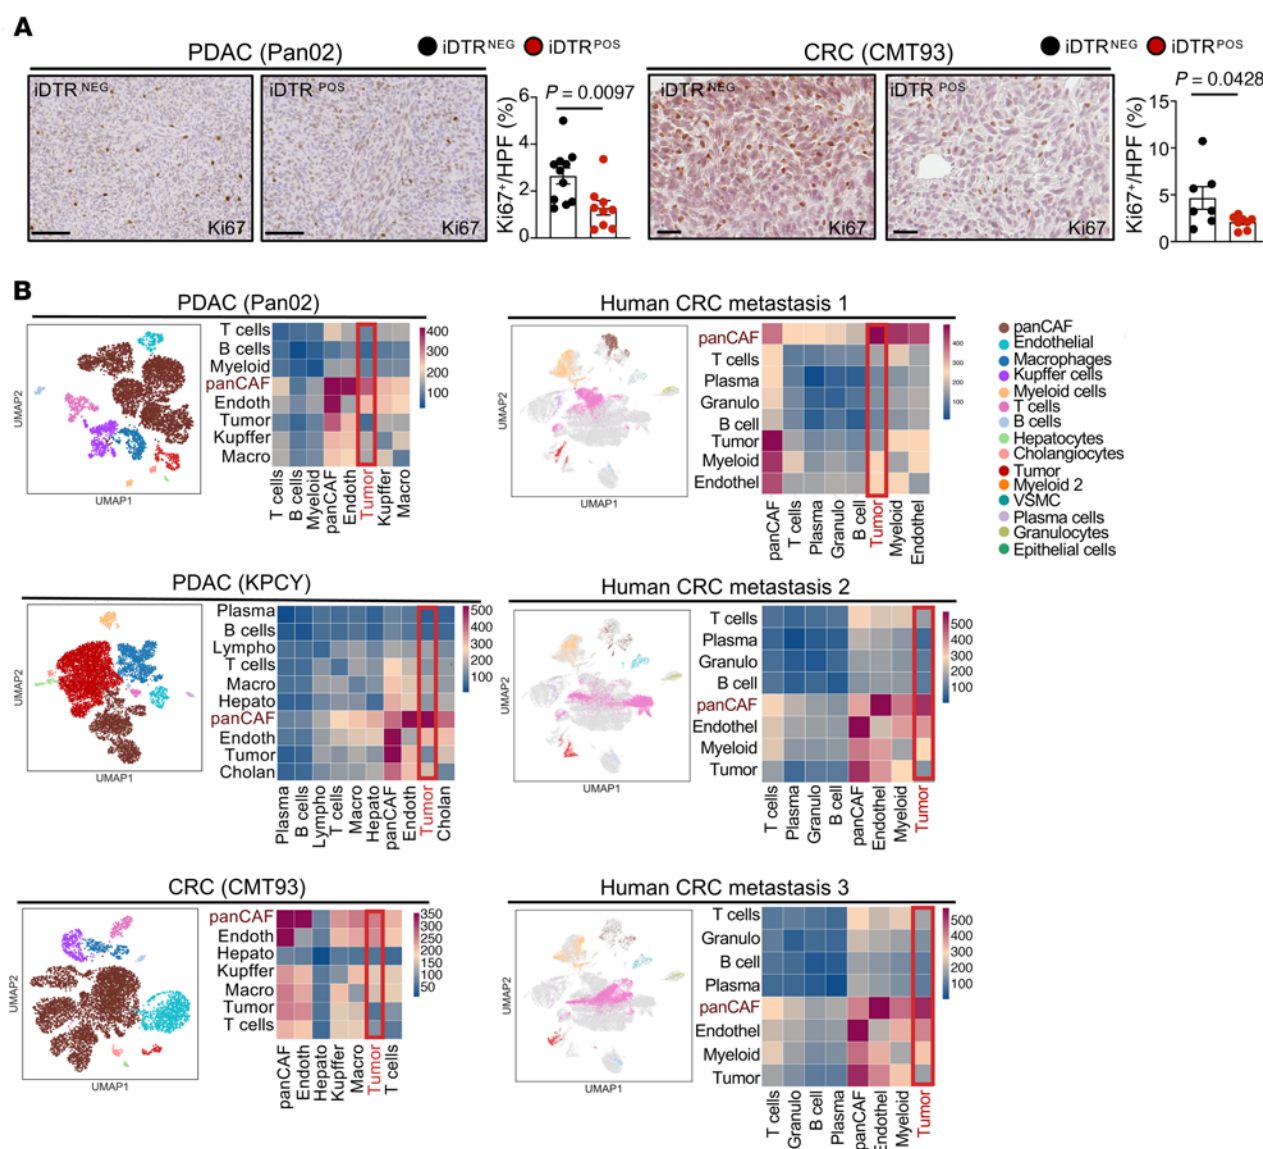 A
PDAC (Pan02)
iDTR^NEG
iDTR^POS
iDTR^NEG
Ki67
iDTR^POS
Ki67
P = 0.0097
Ki67+/HPF (%)
6
4
2
0
CRC (CMT93)
iDTR^NEG
iDTR^POS
iDTR^NEG
Ki67
iDTR^POS
Ki67
P = 0.0428
Ki67+/HPF (%)
15
10
5
0
B
PDAC (Pan02)
UMAP2
UMAP1
T cells
B cells
Myeloid
panCAF
Endoth
Tumor
Kupffer
Macro
T cells
B cells
Myeloid
panCAF
Endoth
Tumor
Kupffer
Macro
400
300
200
100
Human CRC metastasis 1
UMAP2
UMAP1
panCAF
T cells
Plasma
Granulo
B cell
Tumor
Myeloid
Endothel
panCAF
T cells
Plasma
Granulo
B cell
Tumor
Myeloid
Endothel
400
300
200
100
panCAF
Endothelial
Macrophages
Kupffer cells
Myeloid cells
T cells
B cells
Hepatocytes
Cholangiocytes
Tumor
Myeloid 2
VSMC
Plasma cells
Granulocytes
Epithelial cells
PDAC (KPCY)
UMAP2
UMAP1
Plasma
B cells
Lympho
T cells
Macro
Hepato
panCAF
Endoth
Tumor
Cholan
Plasma
B cells
Lympho
T cells
Macro
Hepato
panCAF
Endoth
Tumor
Cholan
500
400
300
200
100
Human CRC metastasis 2
UMAP2
UMAP1
T cells
Plasma
Granulo
B cell
panCAF
Endothel
Myeloid
Tumor
T cells
Plasma
Granulo
B cell
panCAF
Endothel
Myeloid
Tumor
500
400
300
200
100
CRC (CMT93)
UMAP2
UMAP1
panCAF
Endoth
Hepato
Kupffer
Macro
Tumor
T cells
panCAF
Endoth
Hepato
Kupffer
Macro
Tumor
T cells
350
300
250
200
150
100
50
Human CRC metastasis 3
UMAP2
UMAP1
T cells
Granulo
B cell
Plasma
panCAF
Endothel
Myeloid
Tumor
T cells
Granulo
B cell
Plasma
panCAF
Endothel
Myeloid
Tumor
500
400
300
200
100